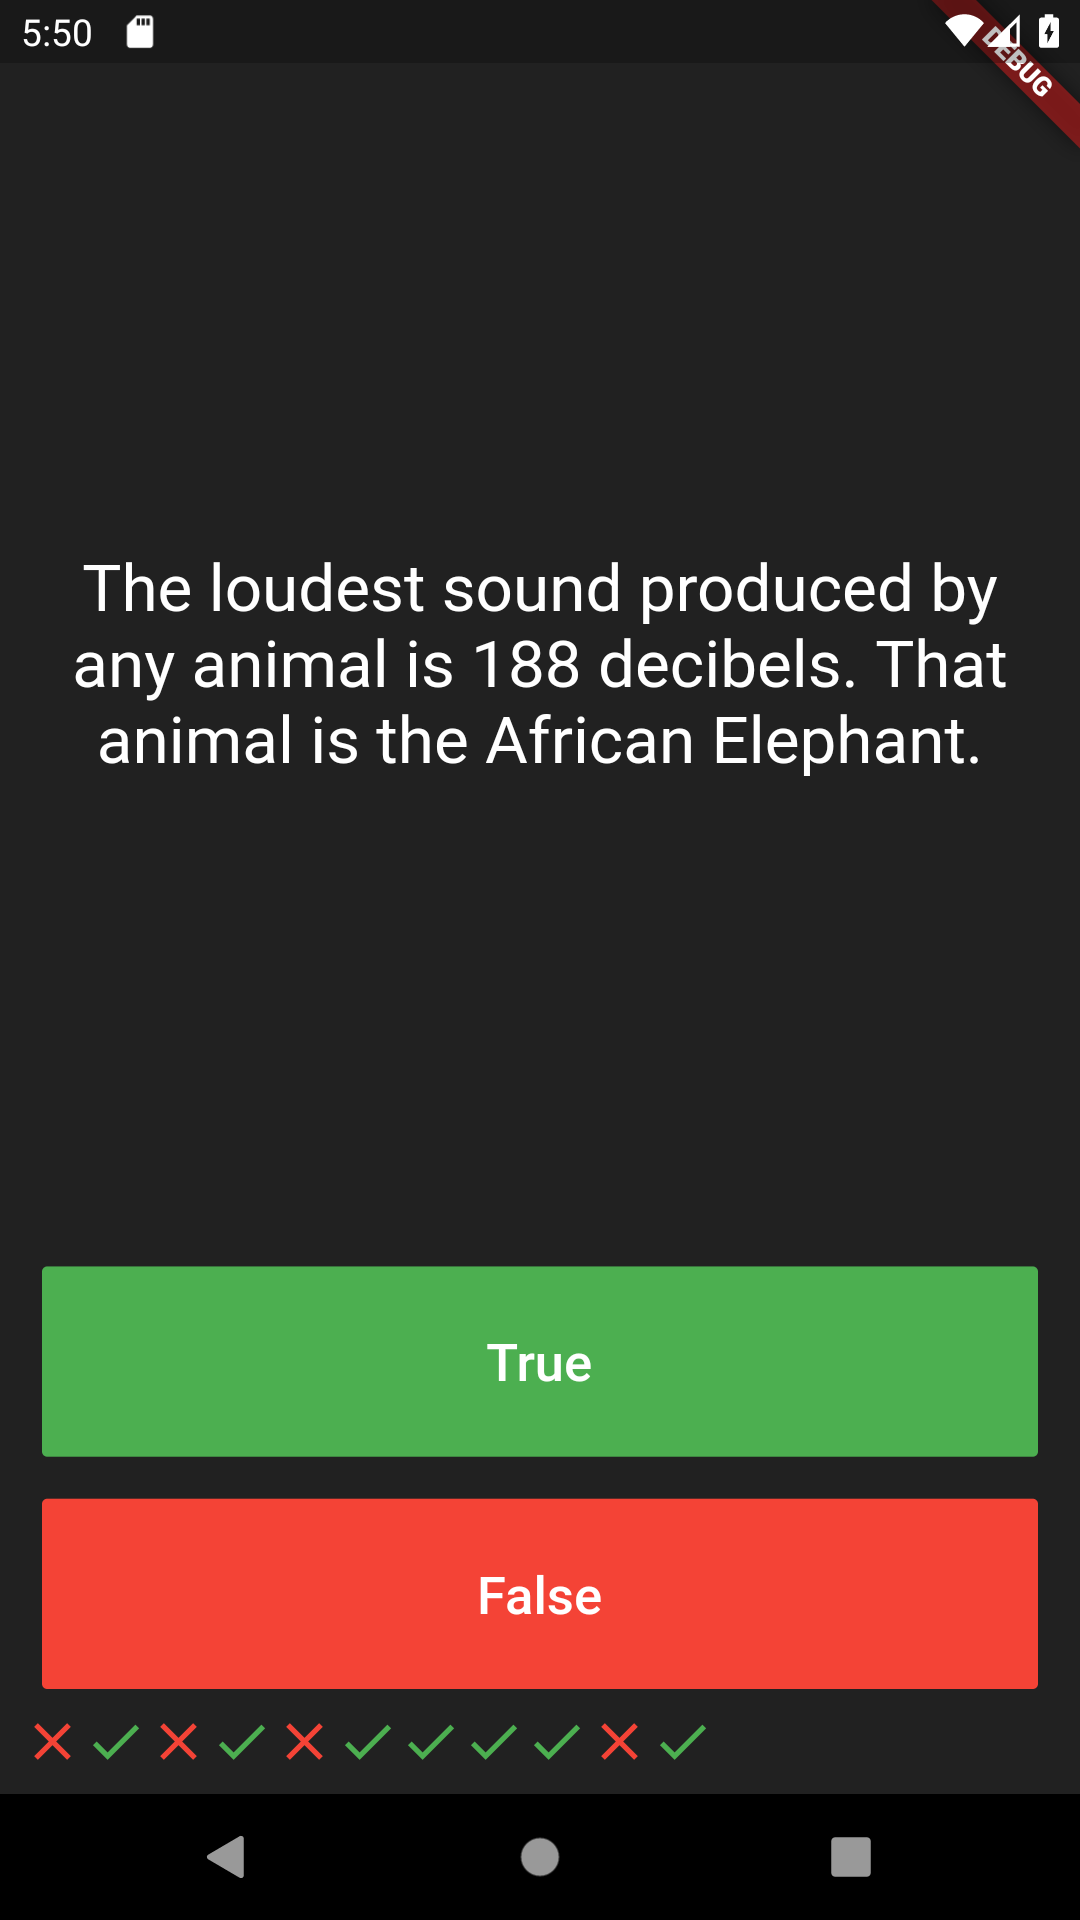 5:50
DEBUG
The loudest sound produced by
any animal is 188 decibels. That
animal is the African Elephant.
True
False